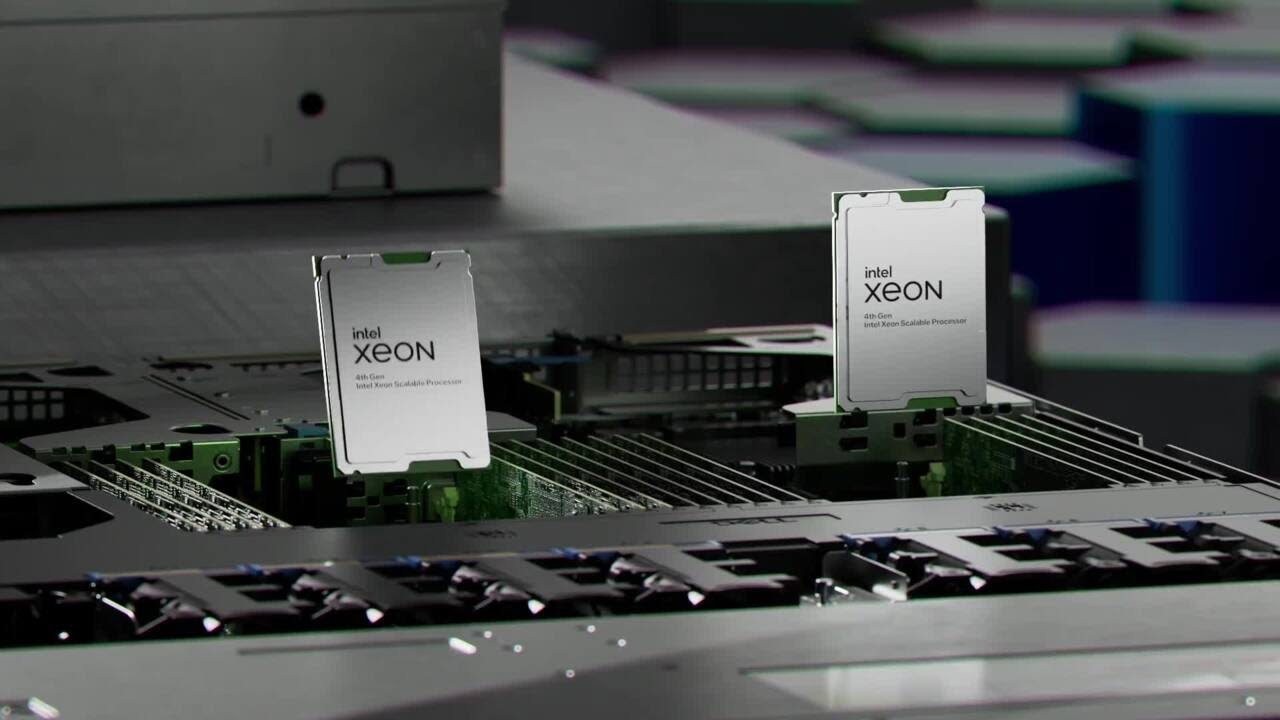 intel
xeon
4th Gen
Intel Xeon Scalable Processor
intel
xeon
4th Gen
Intel Xeon Scalable Processor